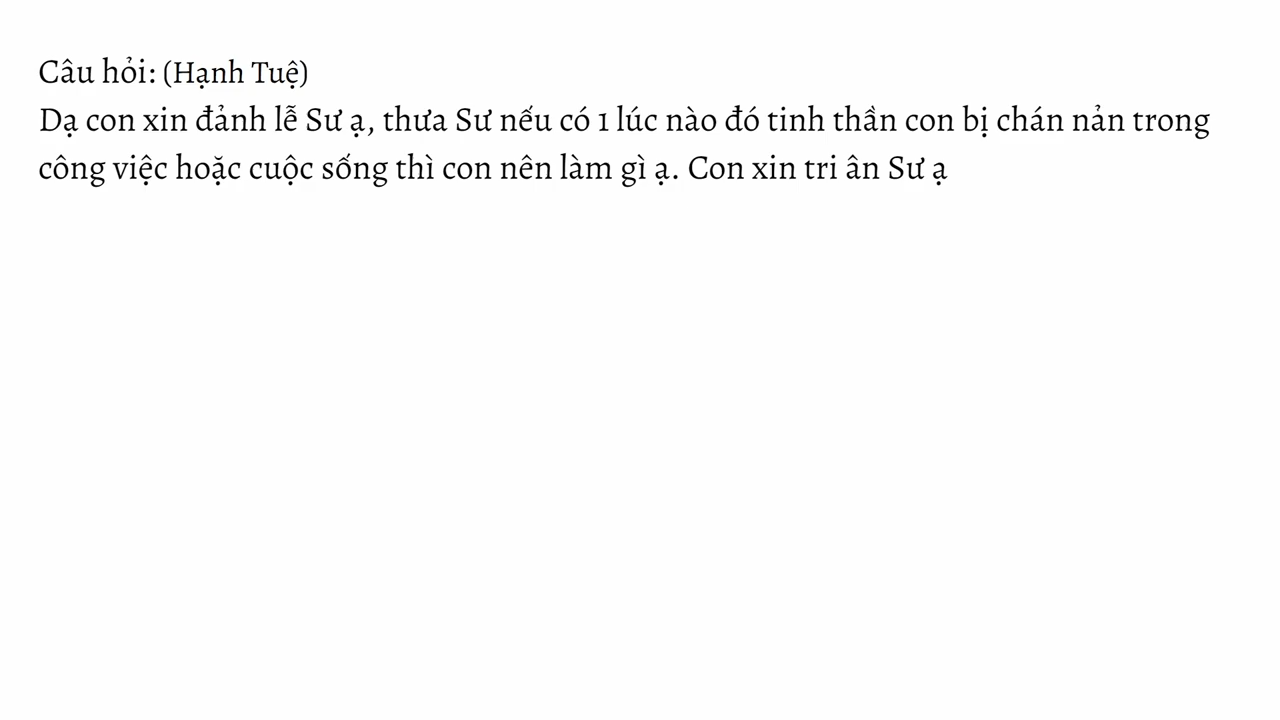 Câu hỏi: (Hạnh Tuệ)
Dạ con xin đảnh lễ Sư ạ, thưa Sư nếu có 1 lúc nào đó tinh thần con bị chán nản trong
công việc hoặc cuộc sống thì con nên làm gì ạ. Con xin tri ân Sư ạ